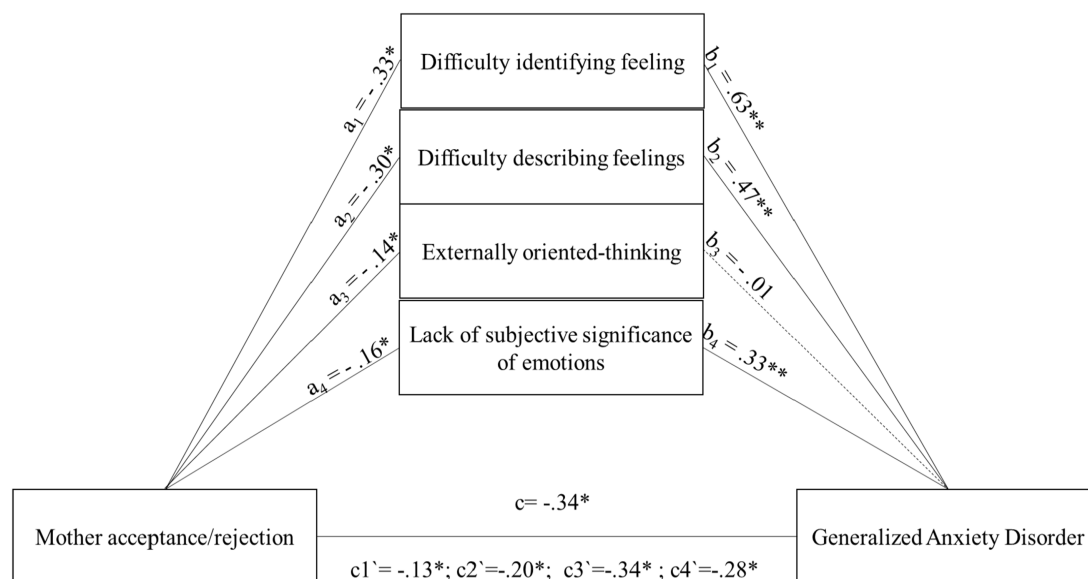 Difficulty identifying feeling
a1 = - .33*
b1 = .63**
Difficulty describing feelings
a2 = - .30*
b2 = .47**
Externally oriented-thinking
a3 = - .14*
b3 = - .01
Lack of subjective significance
of emotions
a4 = - .16*
b4 = .33**
c= -.34*
Mother acceptance/rejection
Generalized Anxiety Disorder
c1`= -.13*; c2`=-.20*; c3`=-.34* ; c4`=-.28*